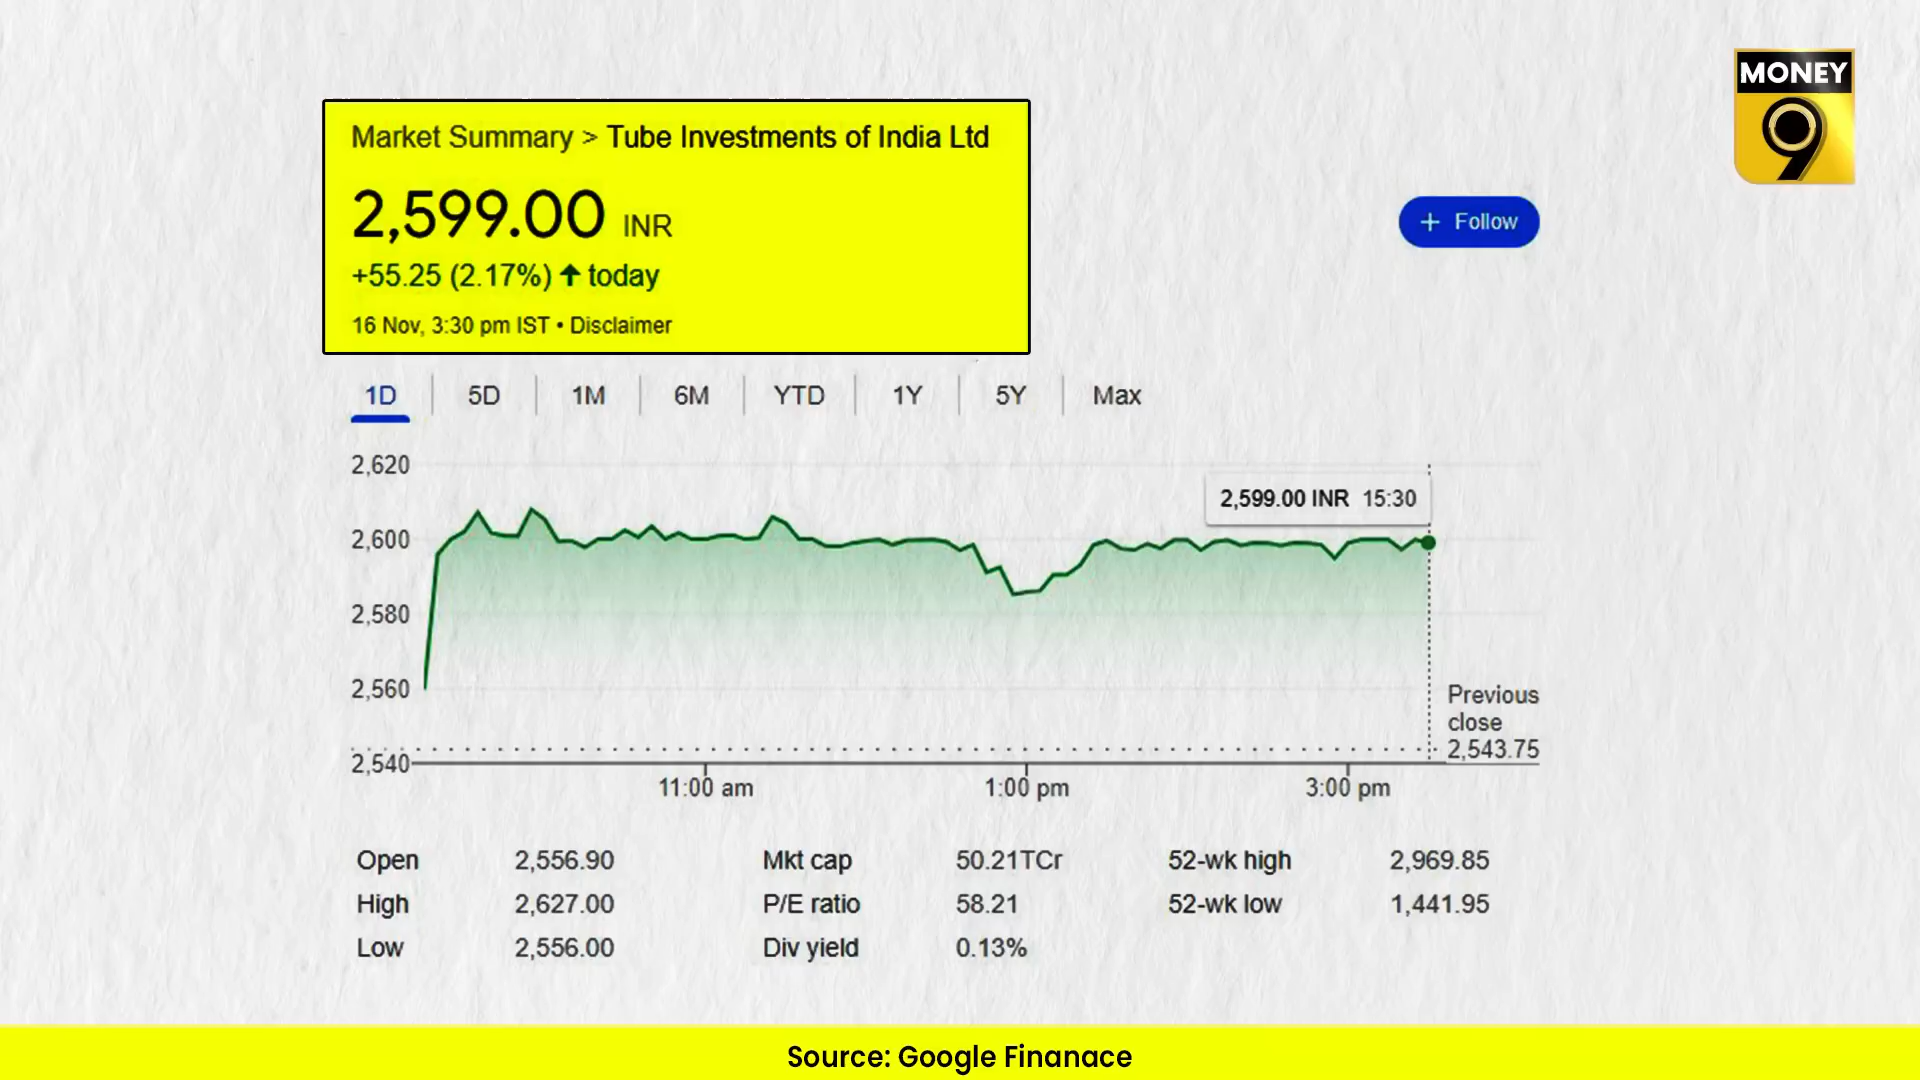 MONEY
9
Market Summary > Tube Investments of India Ltd
2,599.00 INR
+55.25 (2.17%) ↑ today
16 Nov, 3:30 pm IST • Disclaimer
+ Follow
1D 5D 1M 6M YTD 1Y 5Y Max
2,620
2,599.00 INR 15:30
2,600
2,580
2,560
Previous
close
2,543.75
2,540
11:00 am 1:00 pm 3:00 pm
Open 2,556.90 Mkt cap 50.21TCr 52-wk high 2,969.85
High 2,627.00 P/E ratio 58.21 52-wk low 1,441.95
Low 2,556.00 Div yield 0.13%
Source: Google Finanace